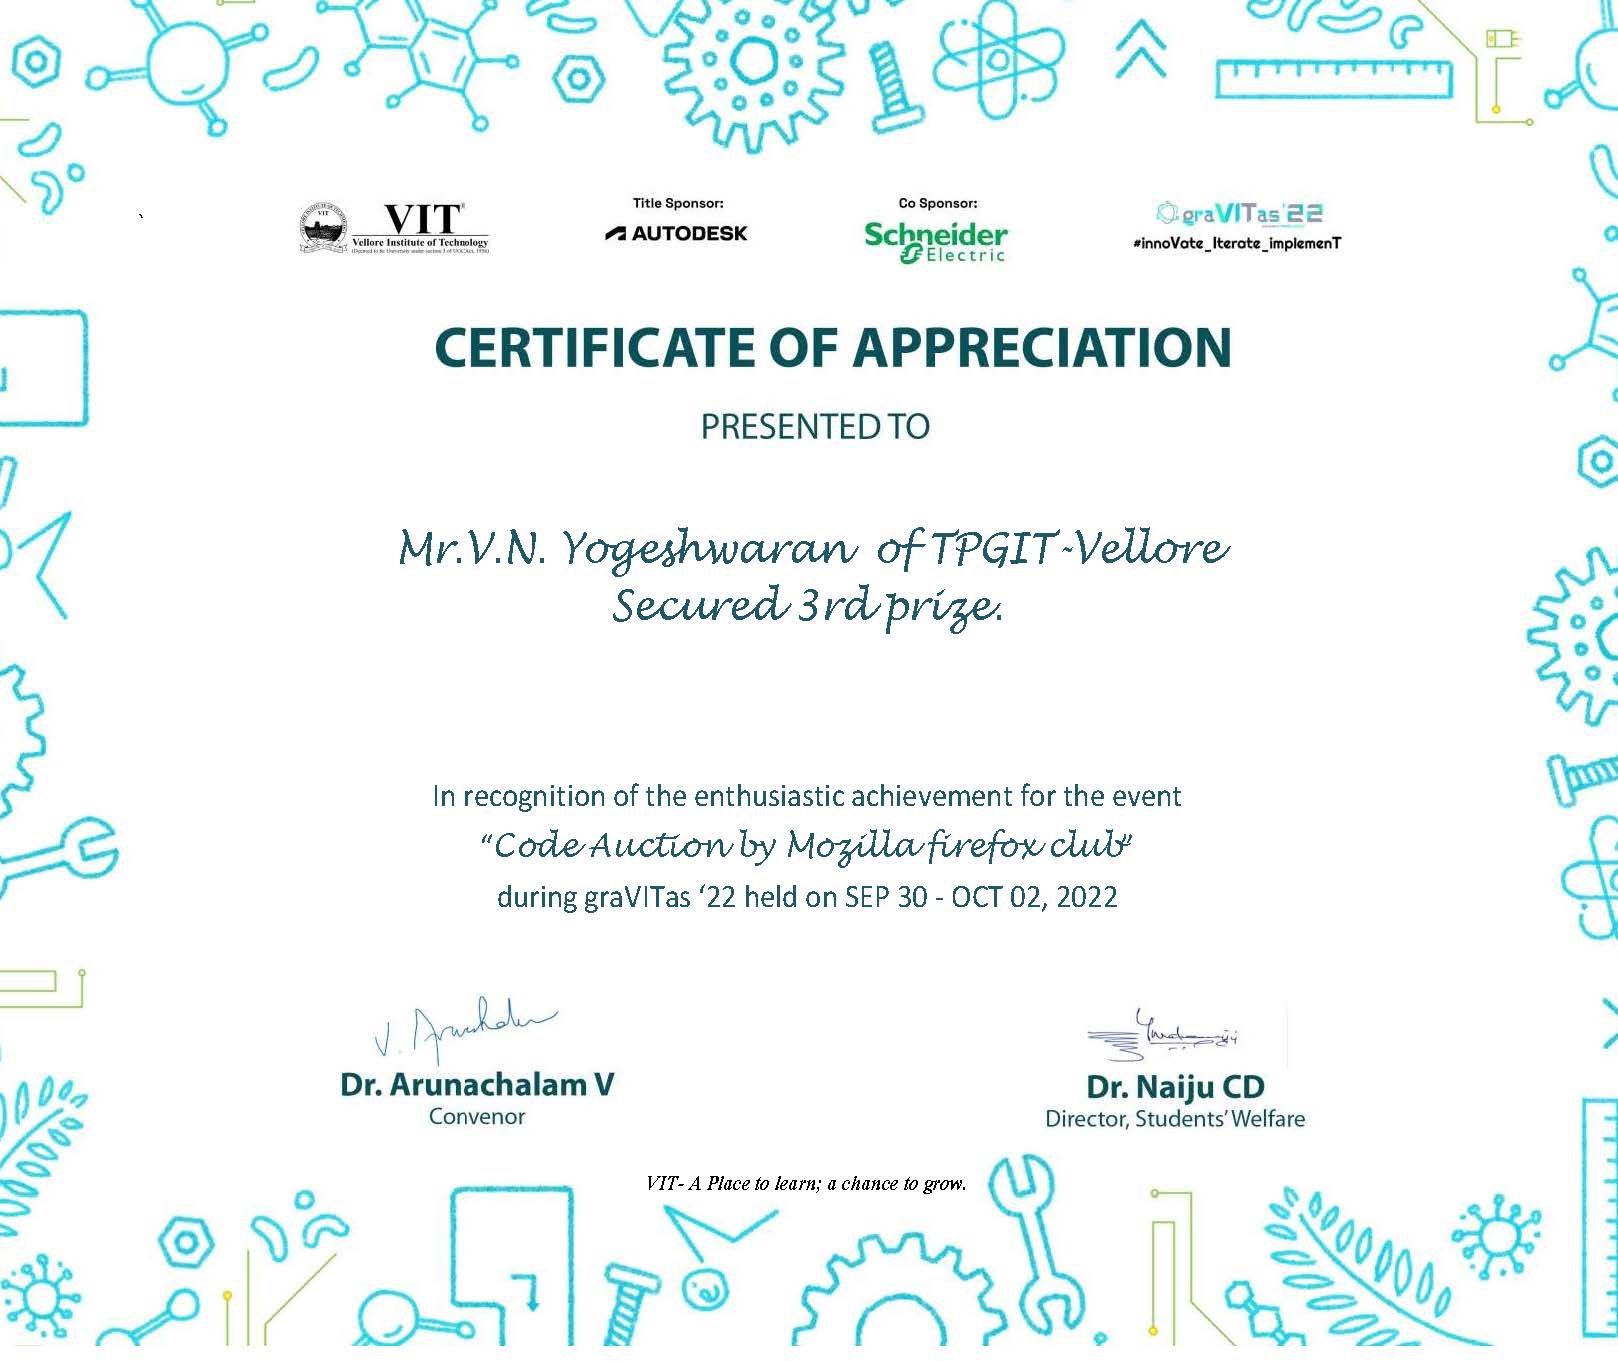 VIT
Vellore Institute of Technology
(Deemed to be University under section 3 of UGC Act, 1956)
Title Sponsor:
AUTODESK
Co Sponsor:
Schneider
Electric
graVITas'22
#innoVate_Iterate_implemenT
CERTIFICATE OF APPRECIATION
PRESENTED TO
Mr.V.N. Yogeshwaran of TPGIT-Vellore
Secured 3rd prize.
In recognition of the enthusiastic achievement for the event
“Code Auction by Mozilla firefox club”
during graVITas ‘22 held on SEP 30 - OCT 02, 2022
Dr. Arunachalam V
Convenor
Dr. Naiju CD
Director, Students’ Welfare
VIT- A Place to learn; a chance to grow.